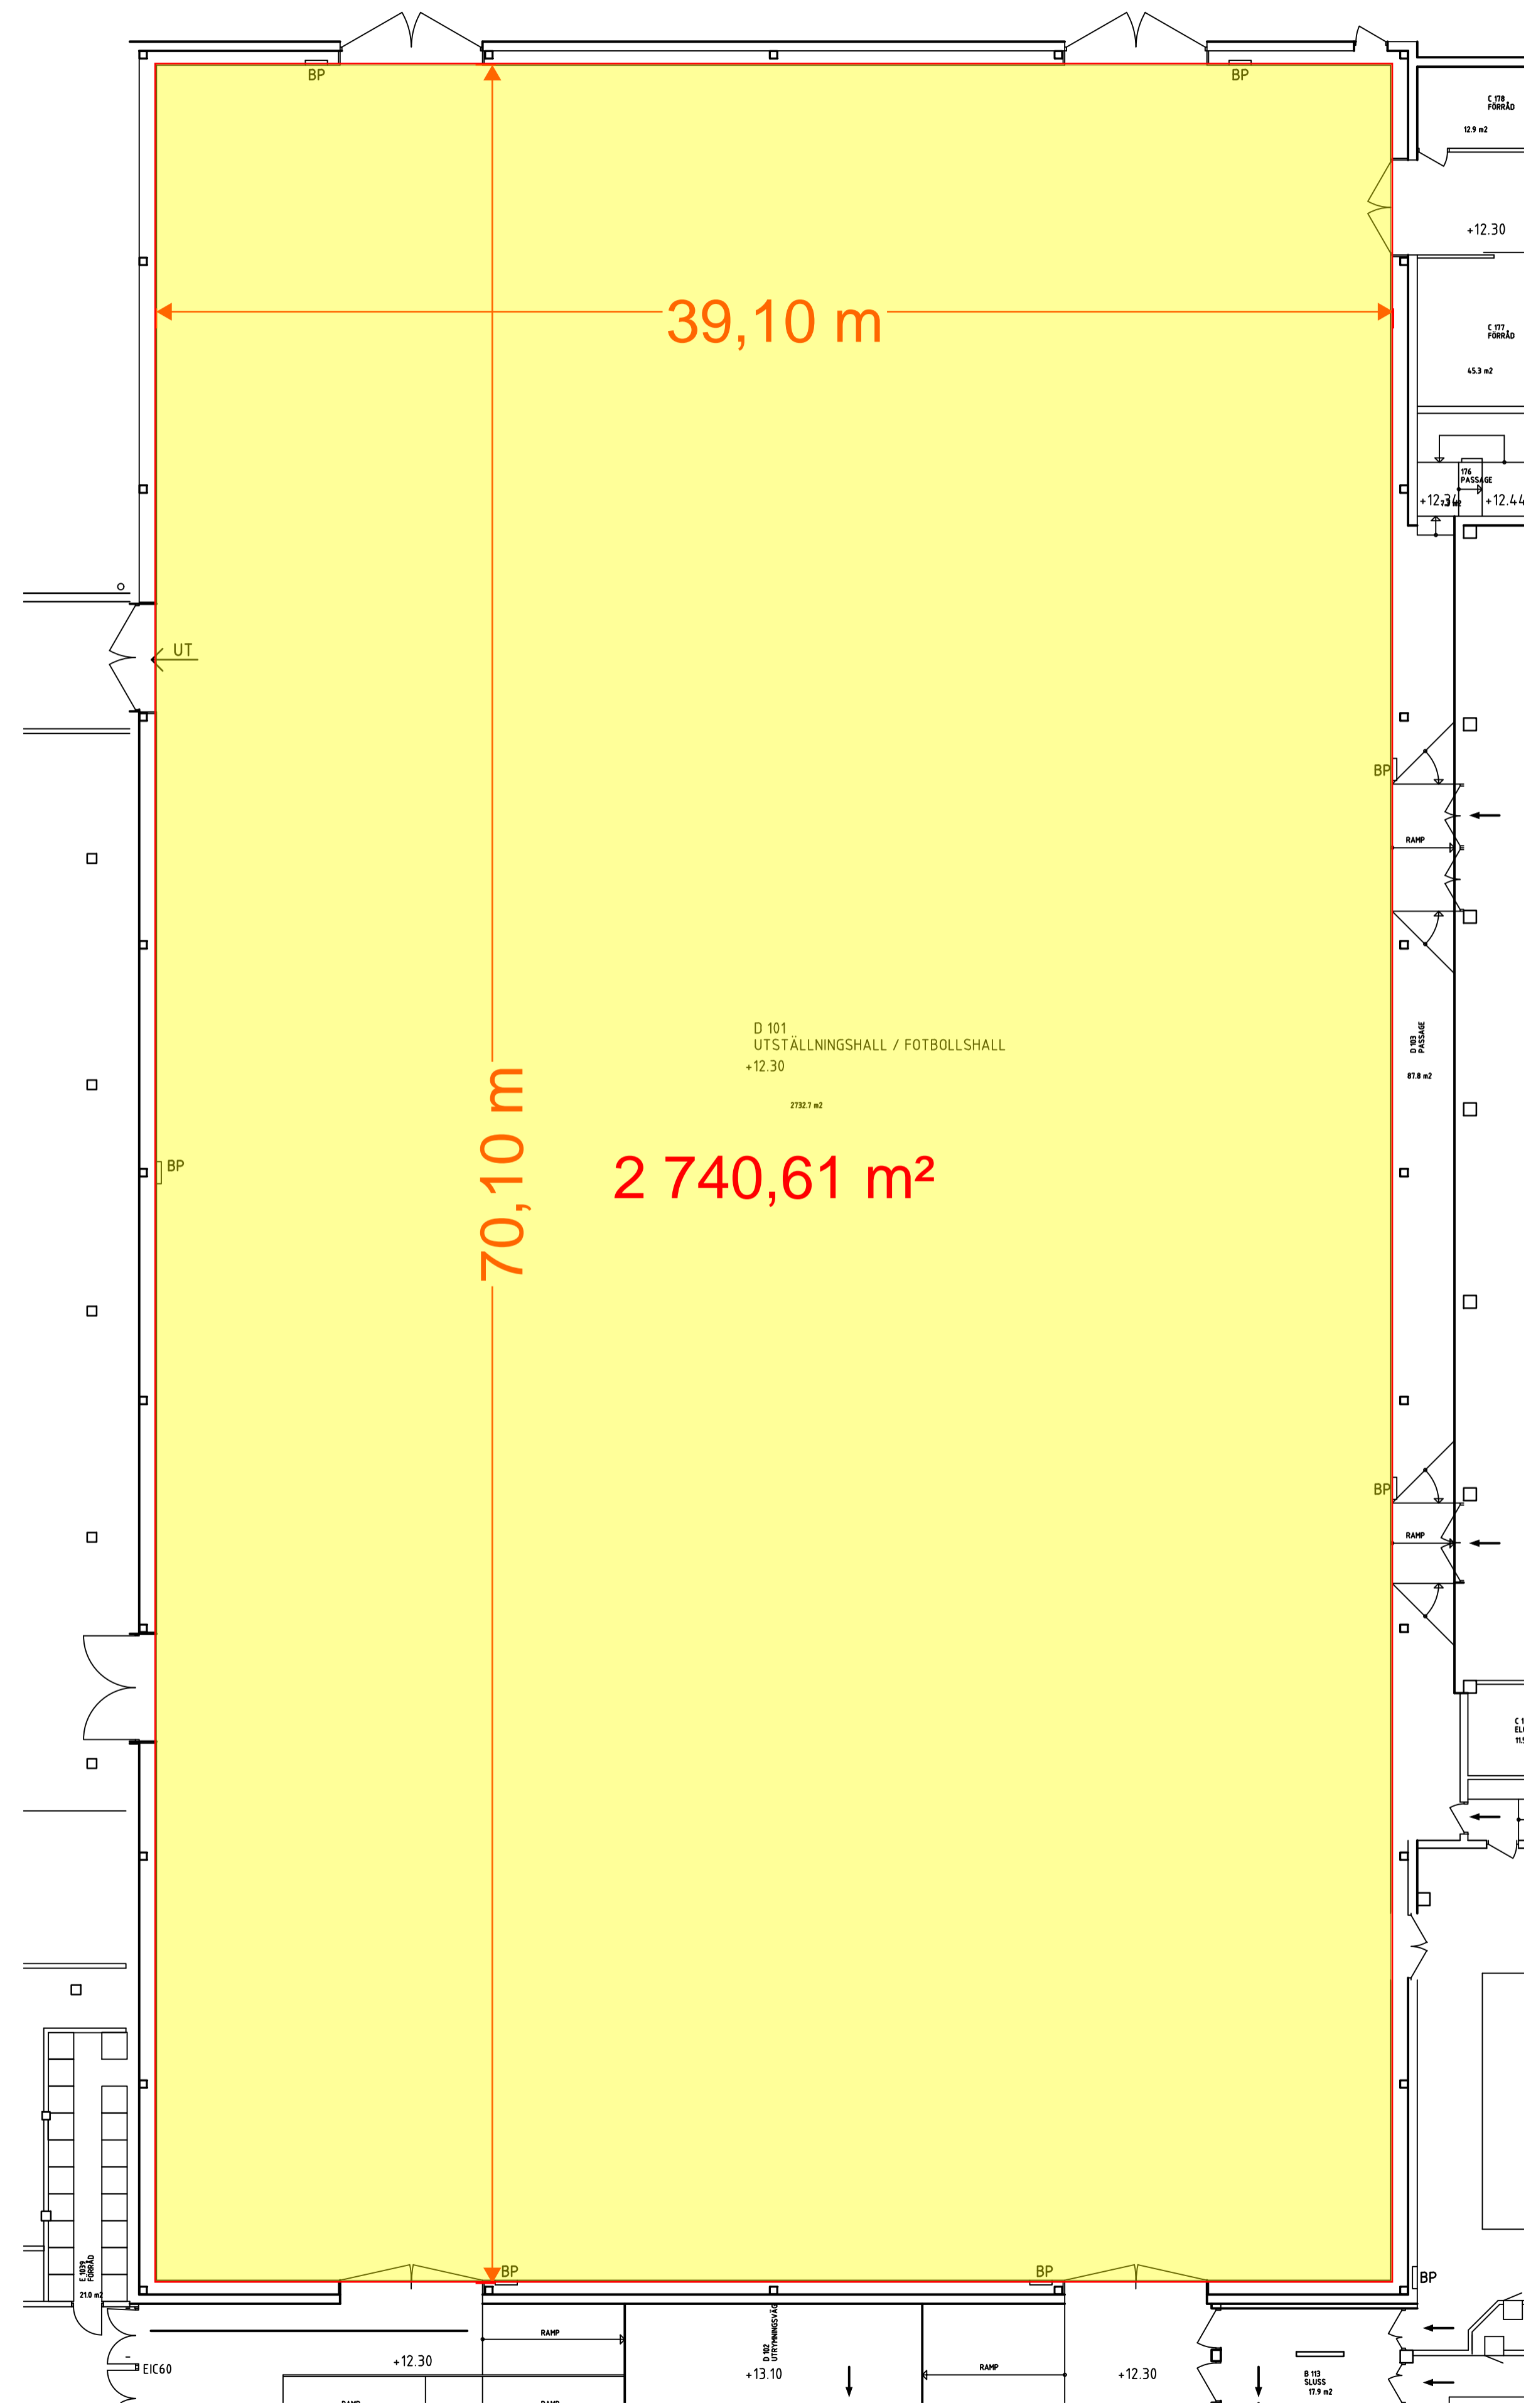 BP
BP
C 178
FÖRRÅD
12.9 m2
+12.30
39,10 m
C 177
FÖRRÅD
45.3 m2
176
PASSAGE
+12.34
+12.44
UT
BP
RAMP
D 101
UTSTÄLLNINGSHALL / FOTBOLLSHALL
+12.30
2732.7 m2
D 103
PASSAGE
87.8 m2
70,10 m
2 740,61 m²
BP
BP
RAMP
E 1039
FÖRRÅD
21.0 m2
BP
BP
BP
RAMP
D 102
UTRYMNINGSVÄG
EIC60
+12.30
+13.10
RAMP
+12.30
B 113
SLUSS
17.9 m2
RAMP
RAMP